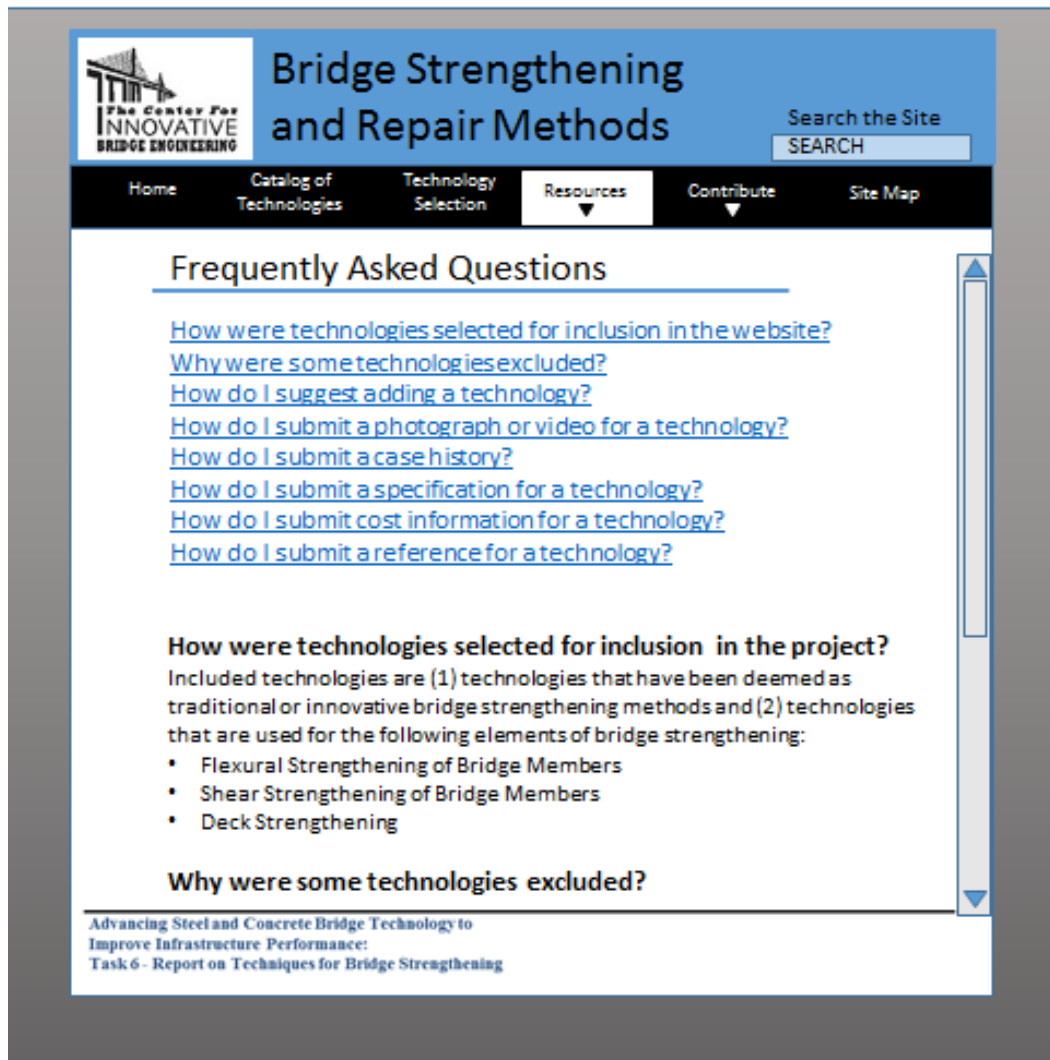 The Center For
INNOVATIVE
BRIDGE ENGINEERING
Bridge Strengthening
and Repair Methods
Search the Site
SEARCH
Home
Catalog of
Technologies
Technology
Selection
Resources
Contribute
Site Map
Frequently Asked Questions
How were technologies selected for inclusion in the website?
Why were some technologies excluded?
How do I suggest adding a technology?
How do I submit a photograph or video for a technology?
How do I submit a case history?
How do I submit a specification for a technology?
How do I submit cost information for a technology?
How do I submit a reference for a technology?
How were technologies selected for inclusion in the project?
Included technologies are (1) technologies that have been deemed as
traditional or innovative bridge strengthening methods and (2) technologies
that are used for the following elements of bridge strengthening:
• Flexural Strengthening of Bridge Members
• Shear Strengthening of Bridge Members
• Deck Strengthening
Why were some technologies excluded?
Advancing Steel and Concrete Bridge Technology to
Improve Infrastructure Performance:
Task 6 - Report on Techniques for Bridge Strengthening